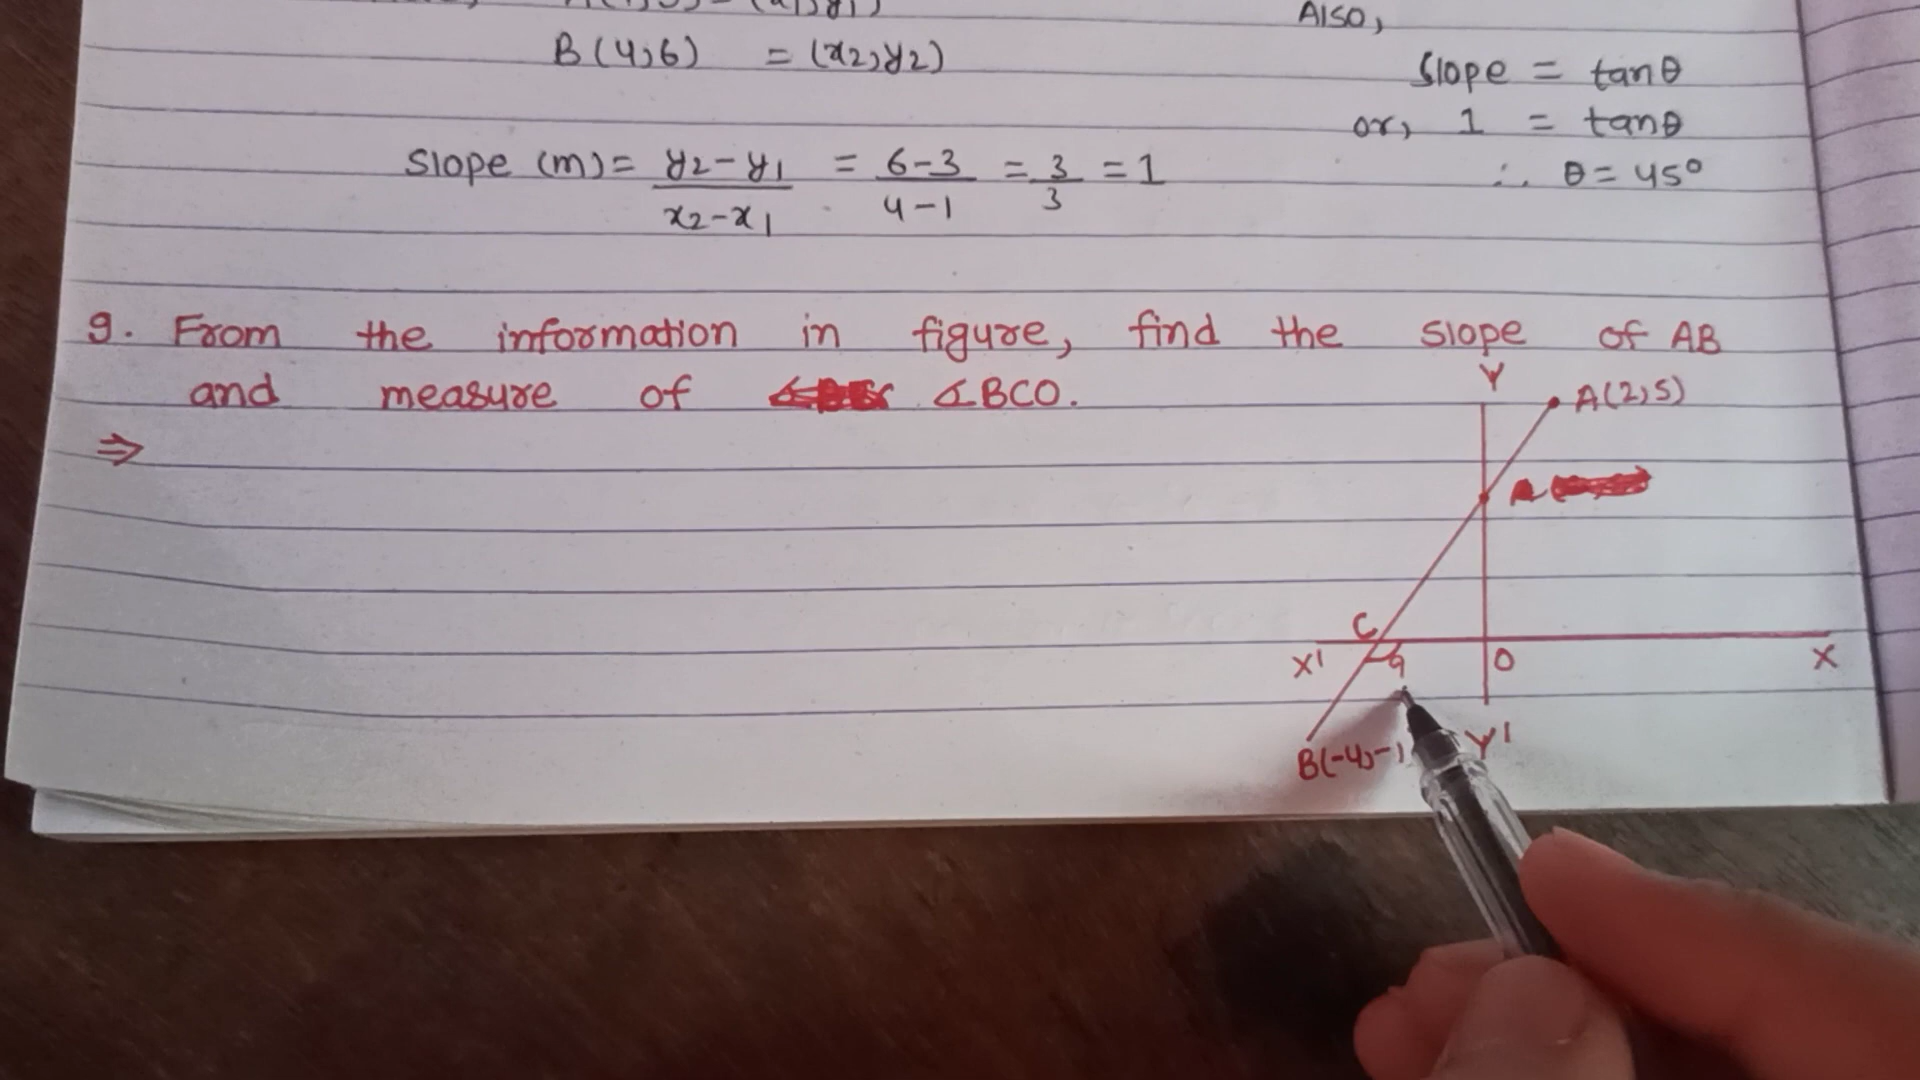 Also,
B(4,6) = (x2,y2)
Slope = tanθ
or, 1 = tanθ
Slope (m) = y2-y1/x2-x1 = 6-3/4-1 = 3/3 = 1
∴ θ = 45°
9. From the information in figure, find the slope of AB
and measure of ∠BCO.
⇒
Y
A(2,5)
C
X' O X
B(-4,-1
Y'